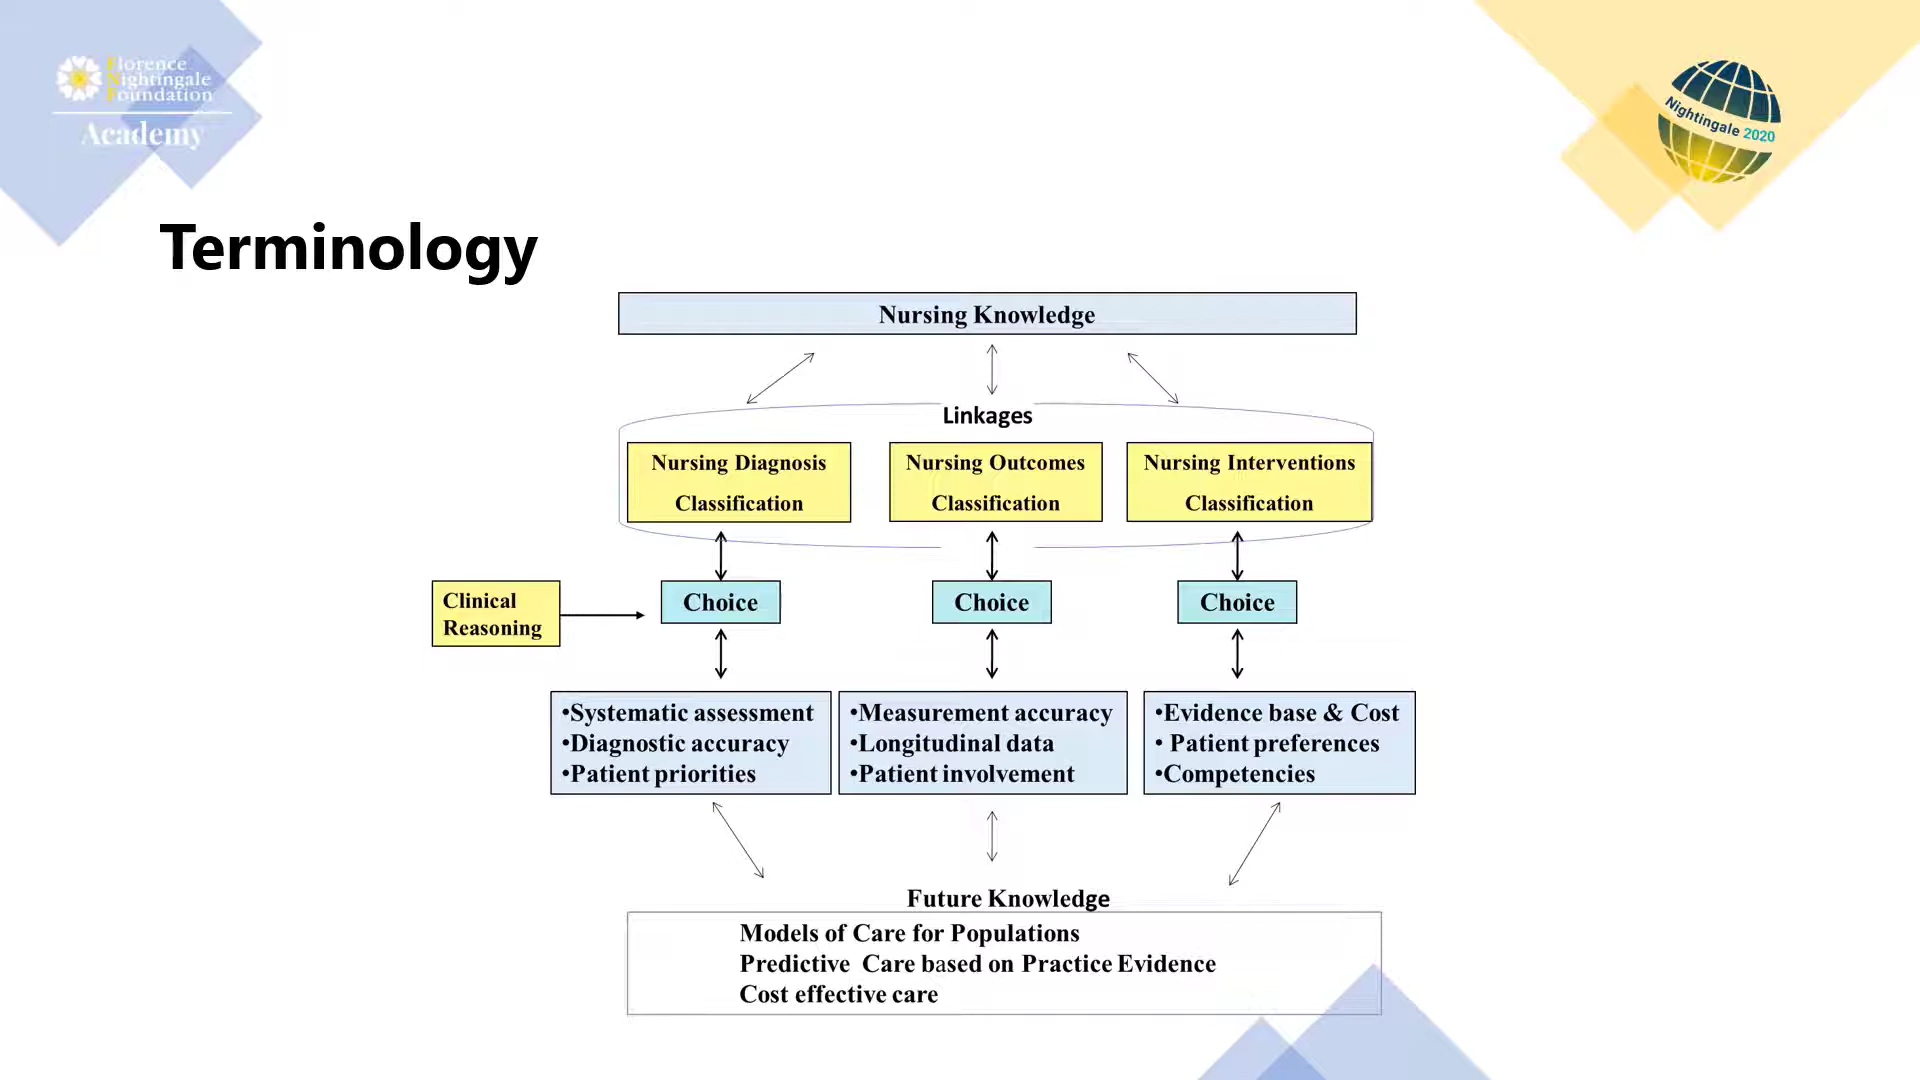 Florence
Nightingale
Foundation
Academy
Nightingale 2020
Terminology
Nursing Knowledge
Linkages
Nursing Diagnosis
Classification
Nursing Outcomes
Classification
Nursing Interventions
Classification
Clinical
Reasoning
Choice
Choice
Choice
•Systematic assessment
•Diagnostic accuracy
•Patient priorities
•Measurement accuracy
•Longitudinal data
•Patient involvement
•Evidence base & Cost
• Patient preferences
•Competencies
Future Knowledge
Models of Care for Populations
Predictive Care based on Practice Evidence
Cost effective care